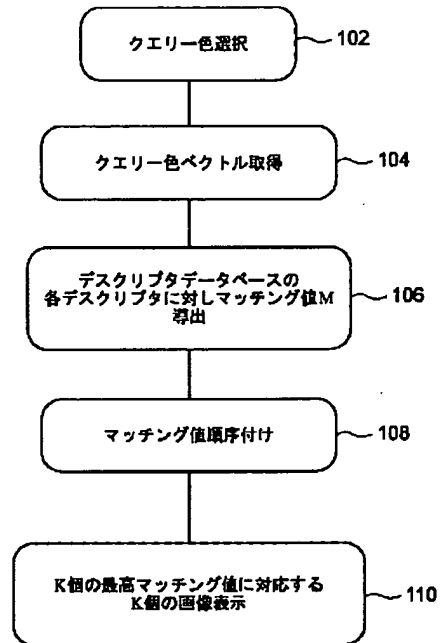 クエリー色選択
102
クエリー色ベクトル取得
104
デスクリプタデータベースの
各デスクリプタに対しマッチング値M
導出
106
マッチング値順序付け
108
K個の最高マッチング値に対応する
K個の画像表示
110